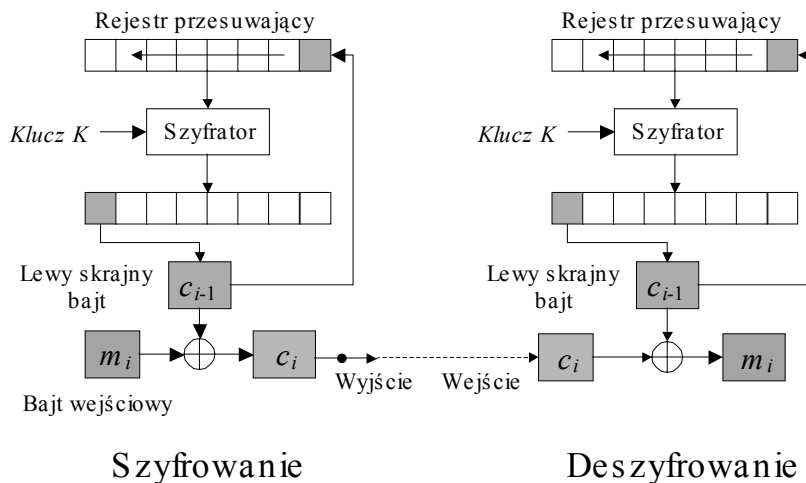 Rejestr przesuwający
Klucz K
Szyfrator
Lewy skrajny
bajt
c_{i-1}
m_i
c_i
Bajt wejściowy
Wyjście
Szyfrowanie
Rejestr przesuwający
Klucz K
Szyfrator
Lewy skrajny
bajt
c_{i-1}
Wejście
c_i
m_i
Deszyfrowanie